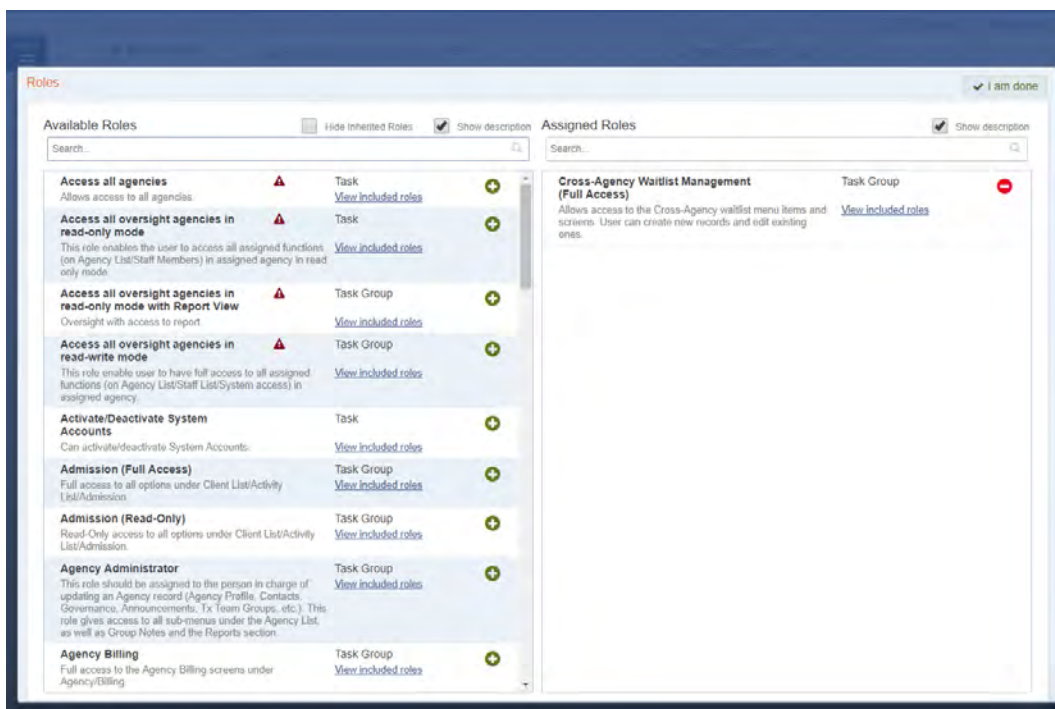 Roles
I am done
Available Roles
Hide Inherited Roles
Show description
Search...
Access all agencies
Task
Allows access to all agencies.
View included roles
Access all oversight agencies in
read-only mode
Task
This role enables the user to access all assigned functions
(on Agency List/Staff Members) in assigned agency in read
only mode.
View included roles
Access all oversight agencies in
read-only mode with Report View
Task Group
Oversight with access to report.
View included roles
Access all oversight agencies in
read-write mode
Task Group
This role enable user to have full access to all assigned
functions (on Agency List/Staff List/System access) in
assigned agency.
View included roles
Activate/Deactivate System
Accounts
Task
Can activate/deactivate System Accounts.
View included roles
Admission (Full Access)
Task Group
Full access to all options under Client List/Activity
List/Admission.
View included roles
Admission (Read-Only)
Task Group
Read-Only access to all options under Client List/Activity
List/Admission.
View included roles
Agency Administrator
Task Group
This role should be assigned to the person in charge of
updating an Agency record (Agency Profile, Contacts,
Governance, Announcements, Tx Team Groups, etc.). This
role gives access to all sub-menus under the Agency List,
as well as Group Notes and the Reports section.
View included roles
Agency Billing
Task Group
Full access to the Agency Billing screens under
Agency/Billing
View included roles
Assigned Roles
Show description
Search...
Cross-Agency Waitlist Management
(Full Access)
Task Group
Allows access to the Cross-Agency waitlist menu items and
screens. User can create new records and edit existing
ones.
View included roles